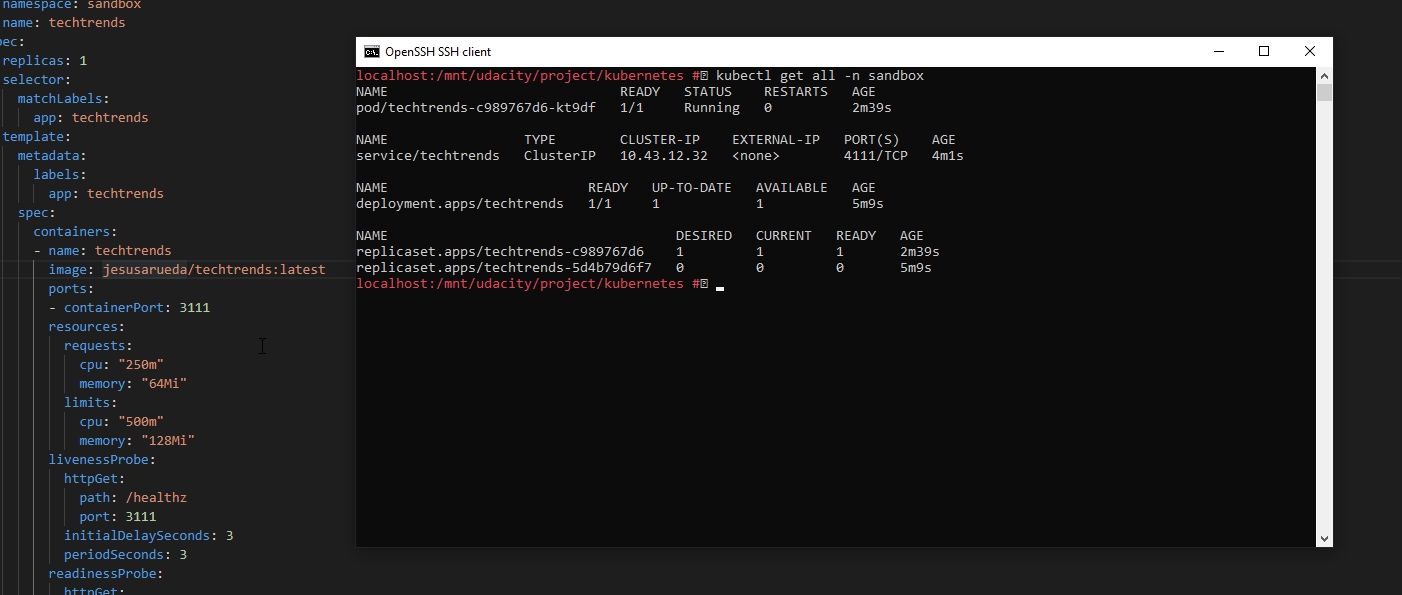 namespace: sandbox
name: techtrends
pec:
replicas: 1
selector:
matchLabels:
app: techtrends
template:
metadata:
labels:
app: techtrends
spec:
containers:
- name: techtrends
image: jesusarueda/techtrends:latest
ports:
- containerPort: 3111
resources:
requests:
cpu: "250m"
memory: "64Mi"
limits:
cpu: "500m"
memory: "128Mi"
livenessProbe:
httpGet:
path: /healthz
port: 3111
initialDelaySeconds: 3
periodSeconds: 3
readinessProbe:
httpGet:
OpenSSH SSH client
localhost:/mnt/udacity/project/kubernetes # kubectl get all -n sandbox
NAME READY STATUS RESTARTS AGE
pod/techtrends-c989767d6-kt9df 1/1 Running 0 2m39s
NAME TYPE CLUSTER-IP EXTERNAL-IP PORT(S) AGE
service/techtrends ClusterIP 10.43.12.32 <none> 4111/TCP 4m1s
NAME READY UP-TO-DATE AVAILABLE AGE
deployment.apps/techtrends 1/1 1 1 5m9s
NAME DESIRED CURRENT READY AGE
replicaset.apps/techtrends-c989767d6 1 1 1 2m39s
replicaset.apps/techtrends-5d4b79d6f7 0 0 0 5m9s
localhost:/mnt/udacity/project/kubernetes #